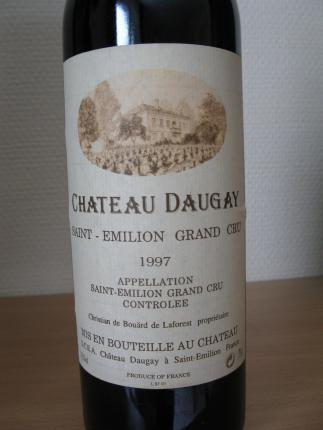 CHATEAU DAUGAY
SAINT - EMILION GRAND CRU
1997
APPELLATION
SAINT-EMILION GRAND CRU
CONTROLEE
Christian de Bouärd de Laforest propriétaire
MIS EN BOUTEILLE AU CHATEAU
Château Daugay à Saint-Emilion France
PRODUCE OF FRANCE